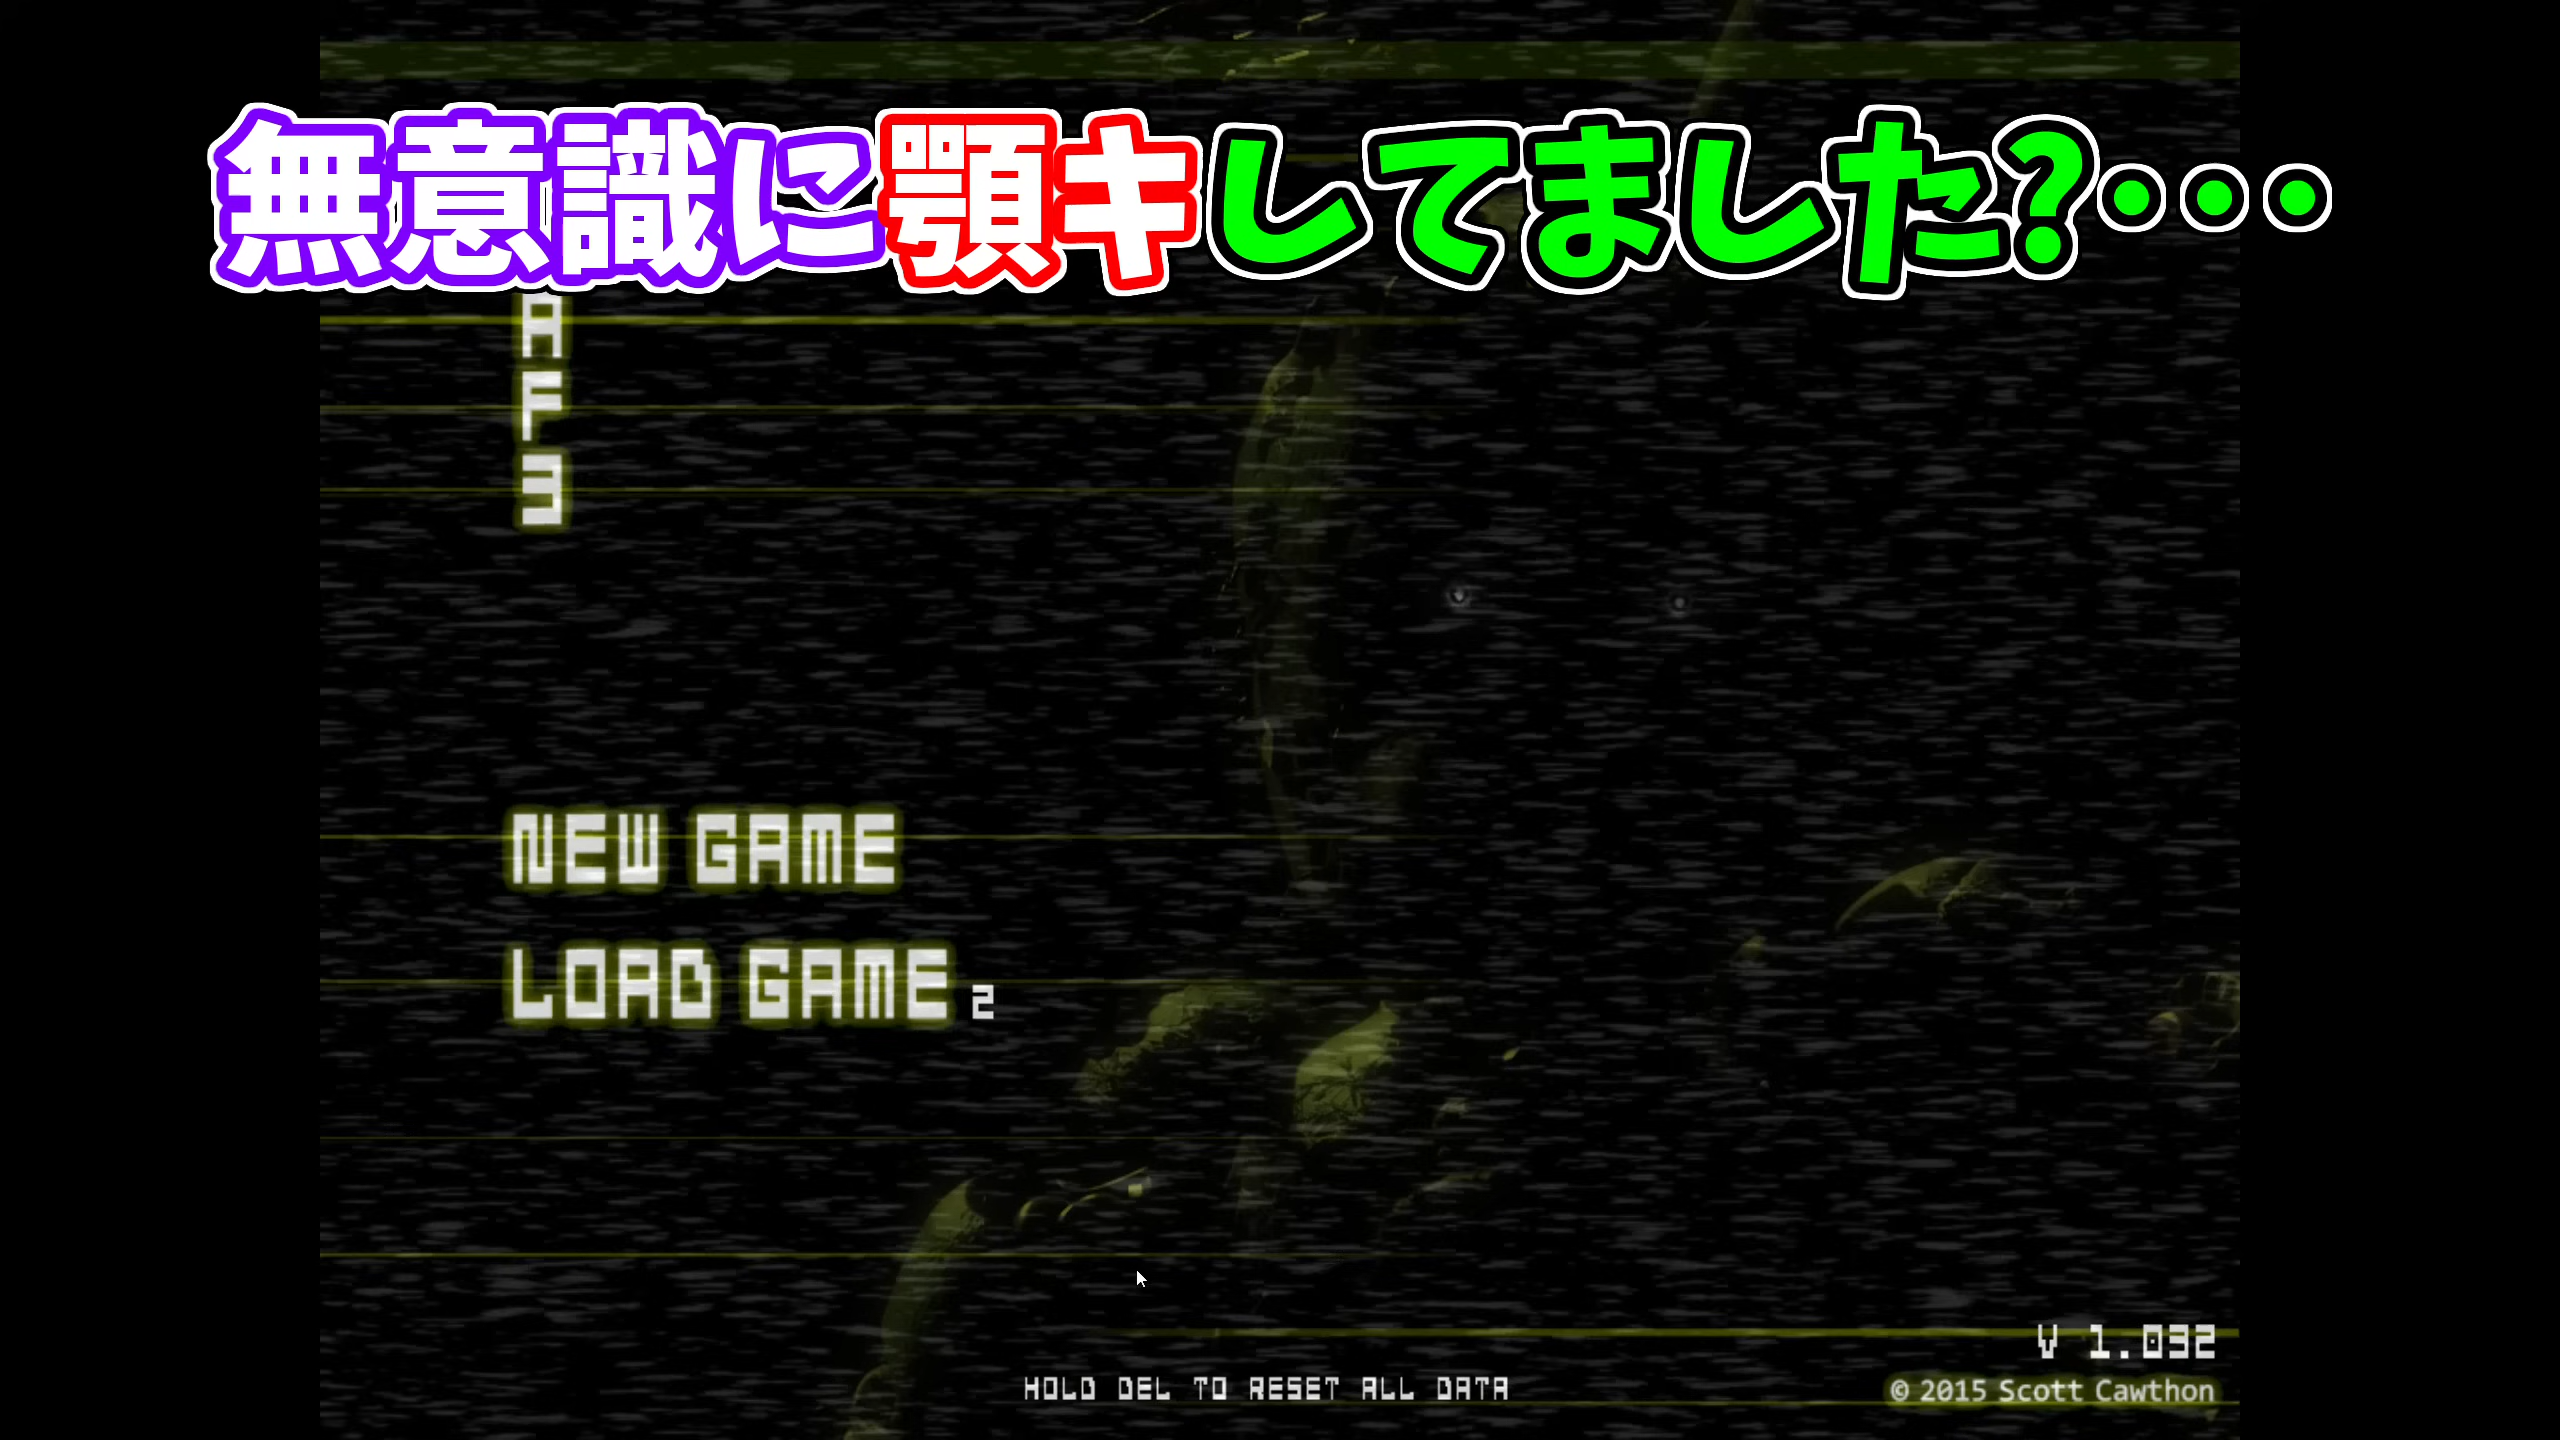 無意識に顎キしてました?･･･
A
F
3
NEW GAME
LOAD GAME 2
V 1.032
HOLD DEL TO RESET ALL DATA
© 2015 Scott Cawthon